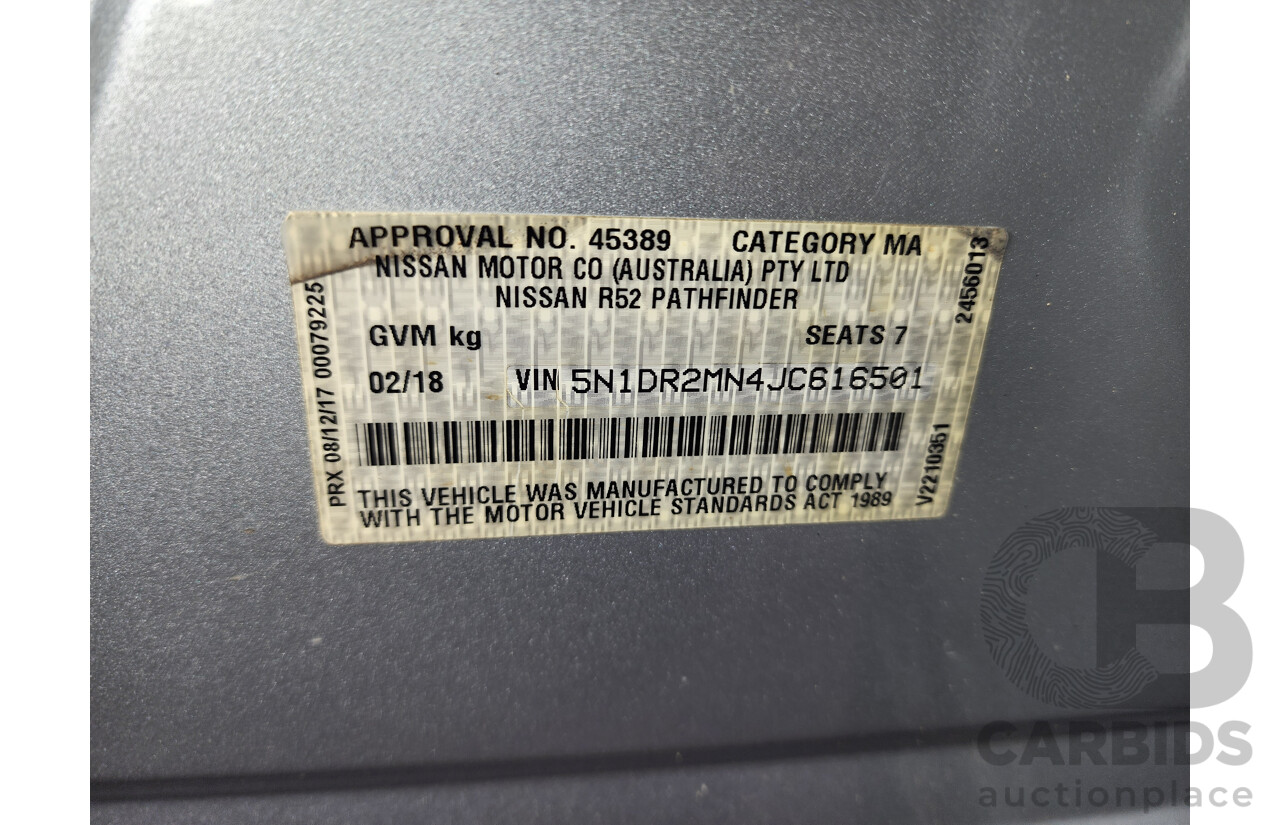 APPROVAL NO. 45389 CATEGORY MA
NISSAN MOTOR CO (AUSTRALIA) PTY LTD
NISSAN R52 PATHFINDER
GVM kg SEATS 7
02/18 VIN 5N1DR2MN4JC616501
THIS VEHICLE WAS MANUFACTURED TO COMPLY
WITH THE MOTOR VEHICLE STANDARDS ACT 1989
PRX 08/12/17 00079225
2456013
V2210351
CB
CARBIDS
auctionplace